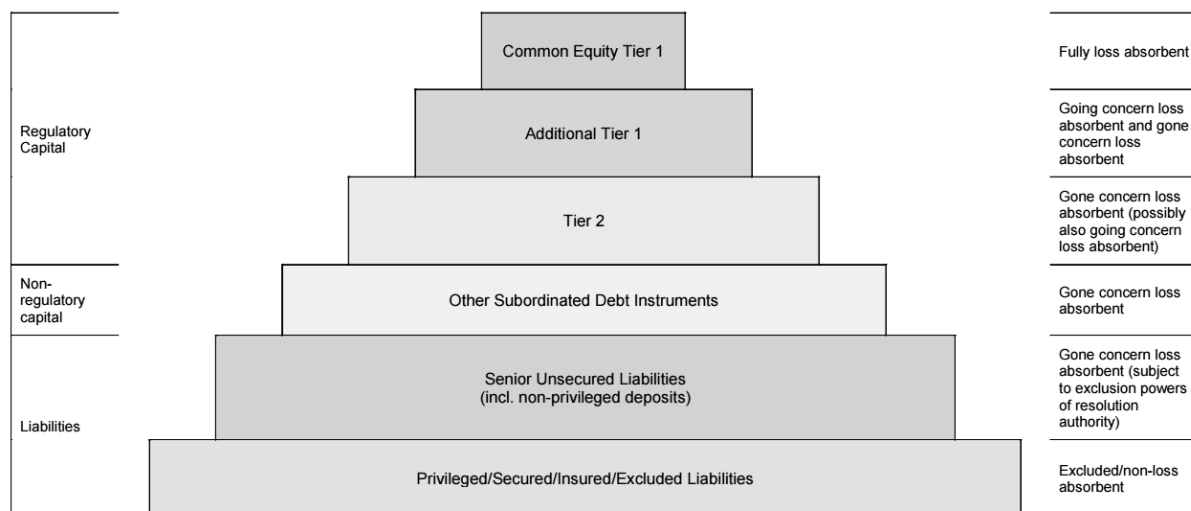 Common Equity Tier 1
Fully loss absorbent
Regulatory
Capital
Additional Tier 1
Going concern loss
absorbent and gone
concern loss
absorbent
Tier 2
Gone concern loss
absorbent (possibly
also going concern
loss absorbent)
Non-
regulatory
capital
Other Subordinated Debt Instruments
Gone concern loss
absorbent
Liabilities
Senior Unsecured Liabilities
(incl. non-privileged deposits)
Gone concern loss
absorbent (subject
to exclusion powers
of resolution
authority)
Privileged/Secured/Insured/Excluded Liabilities
Excluded/non-loss
absorbent